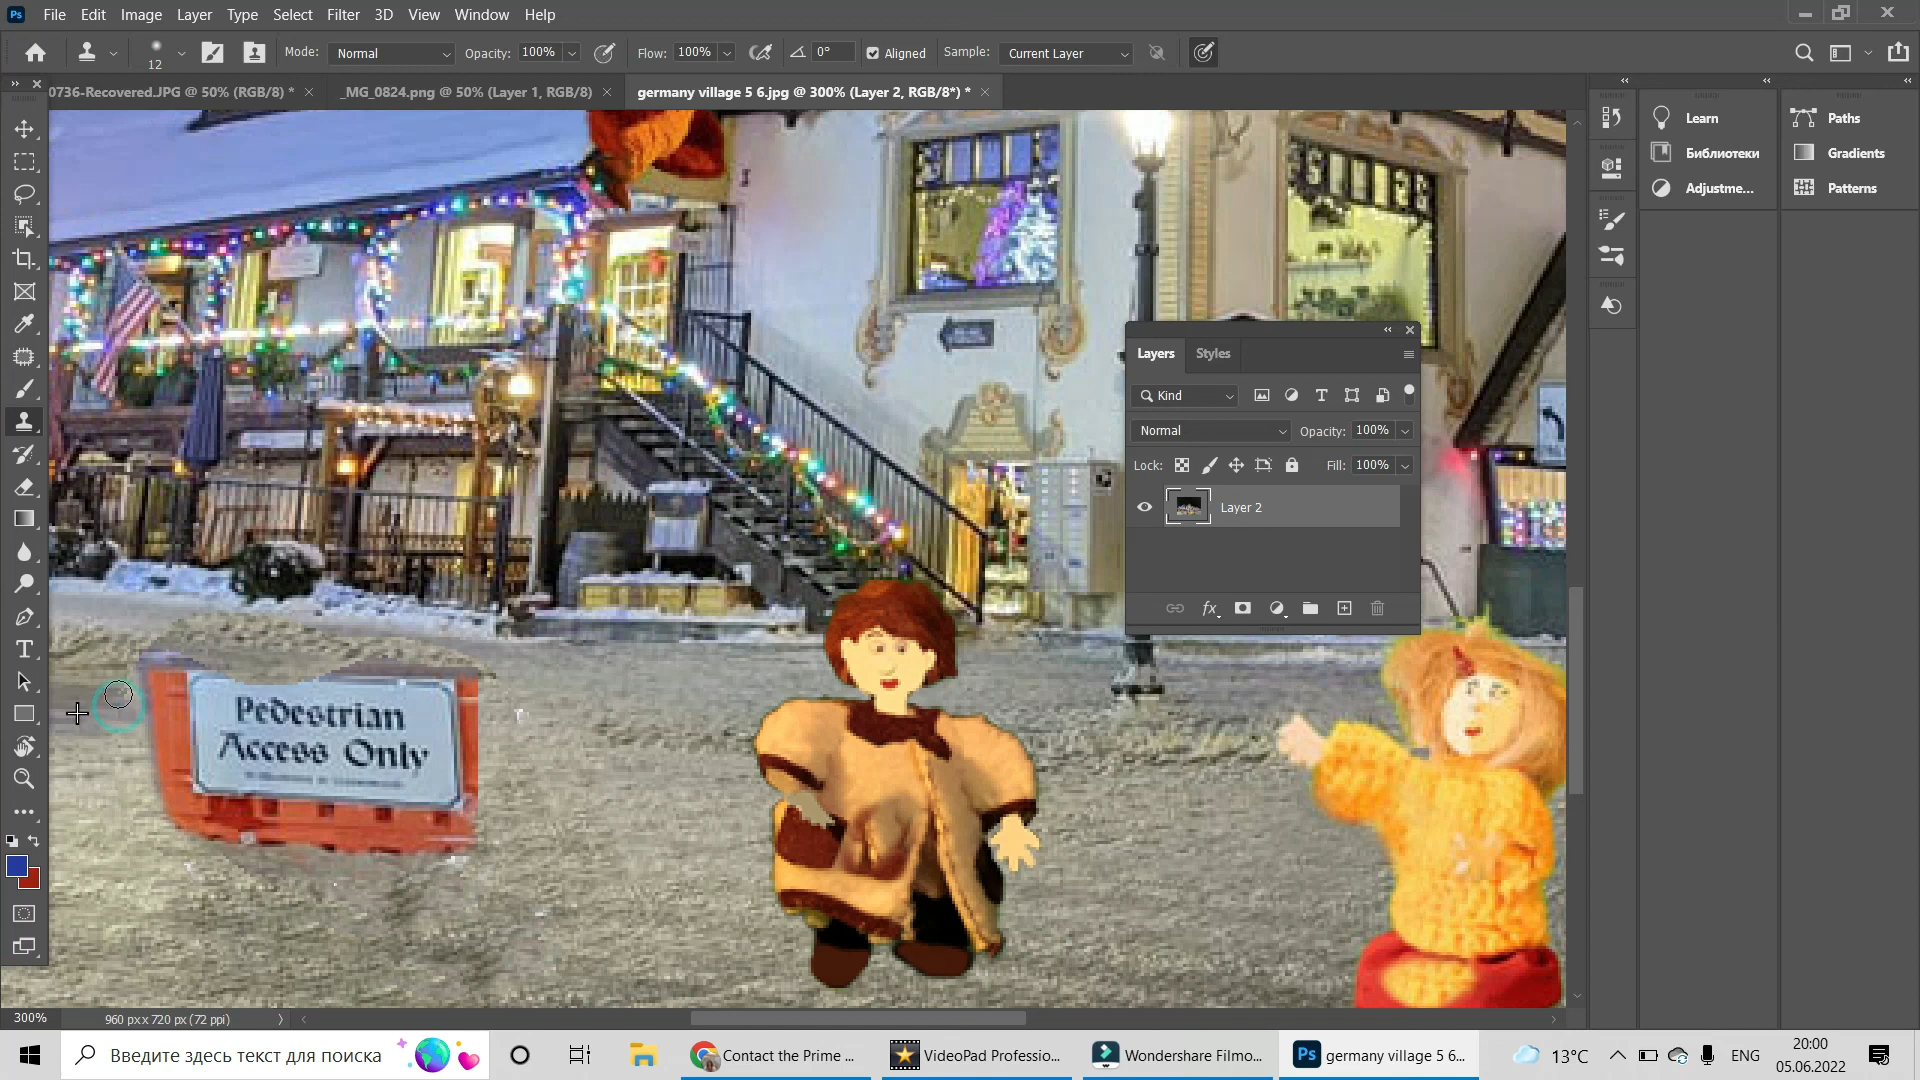 Ps File Edit Image Layer Type Select Filter 3D View Window Help
12 Mode: Normal Opacity: 100% Flow: 100% 0° Aligned Sample: Current Layer
0736-Recovered.JPG @ 50% (RGB/8) * × _MG_0824.png @ 50% (Layer 1, RGB/8) × germany village 5 6.jpg @ 300% (Layer 2, RGB/8*) * ×
Learn
Библиотеки
Adjustme...
Paths
Gradients
Patterns
Layers Styles
Kind
Normal Opacity: 100%
Lock: Fill: 100%
Layer 2
fx
Pedestrian
Access Only
300% 960 px x 720 px (72 ppi)
Введите здесь текст для поиска
Contact the Prime ...
VideoPad Professio...
Wondershare Filmo...
Ps germany village 5 6...
13°C
ENG
20:00
05.06.2022